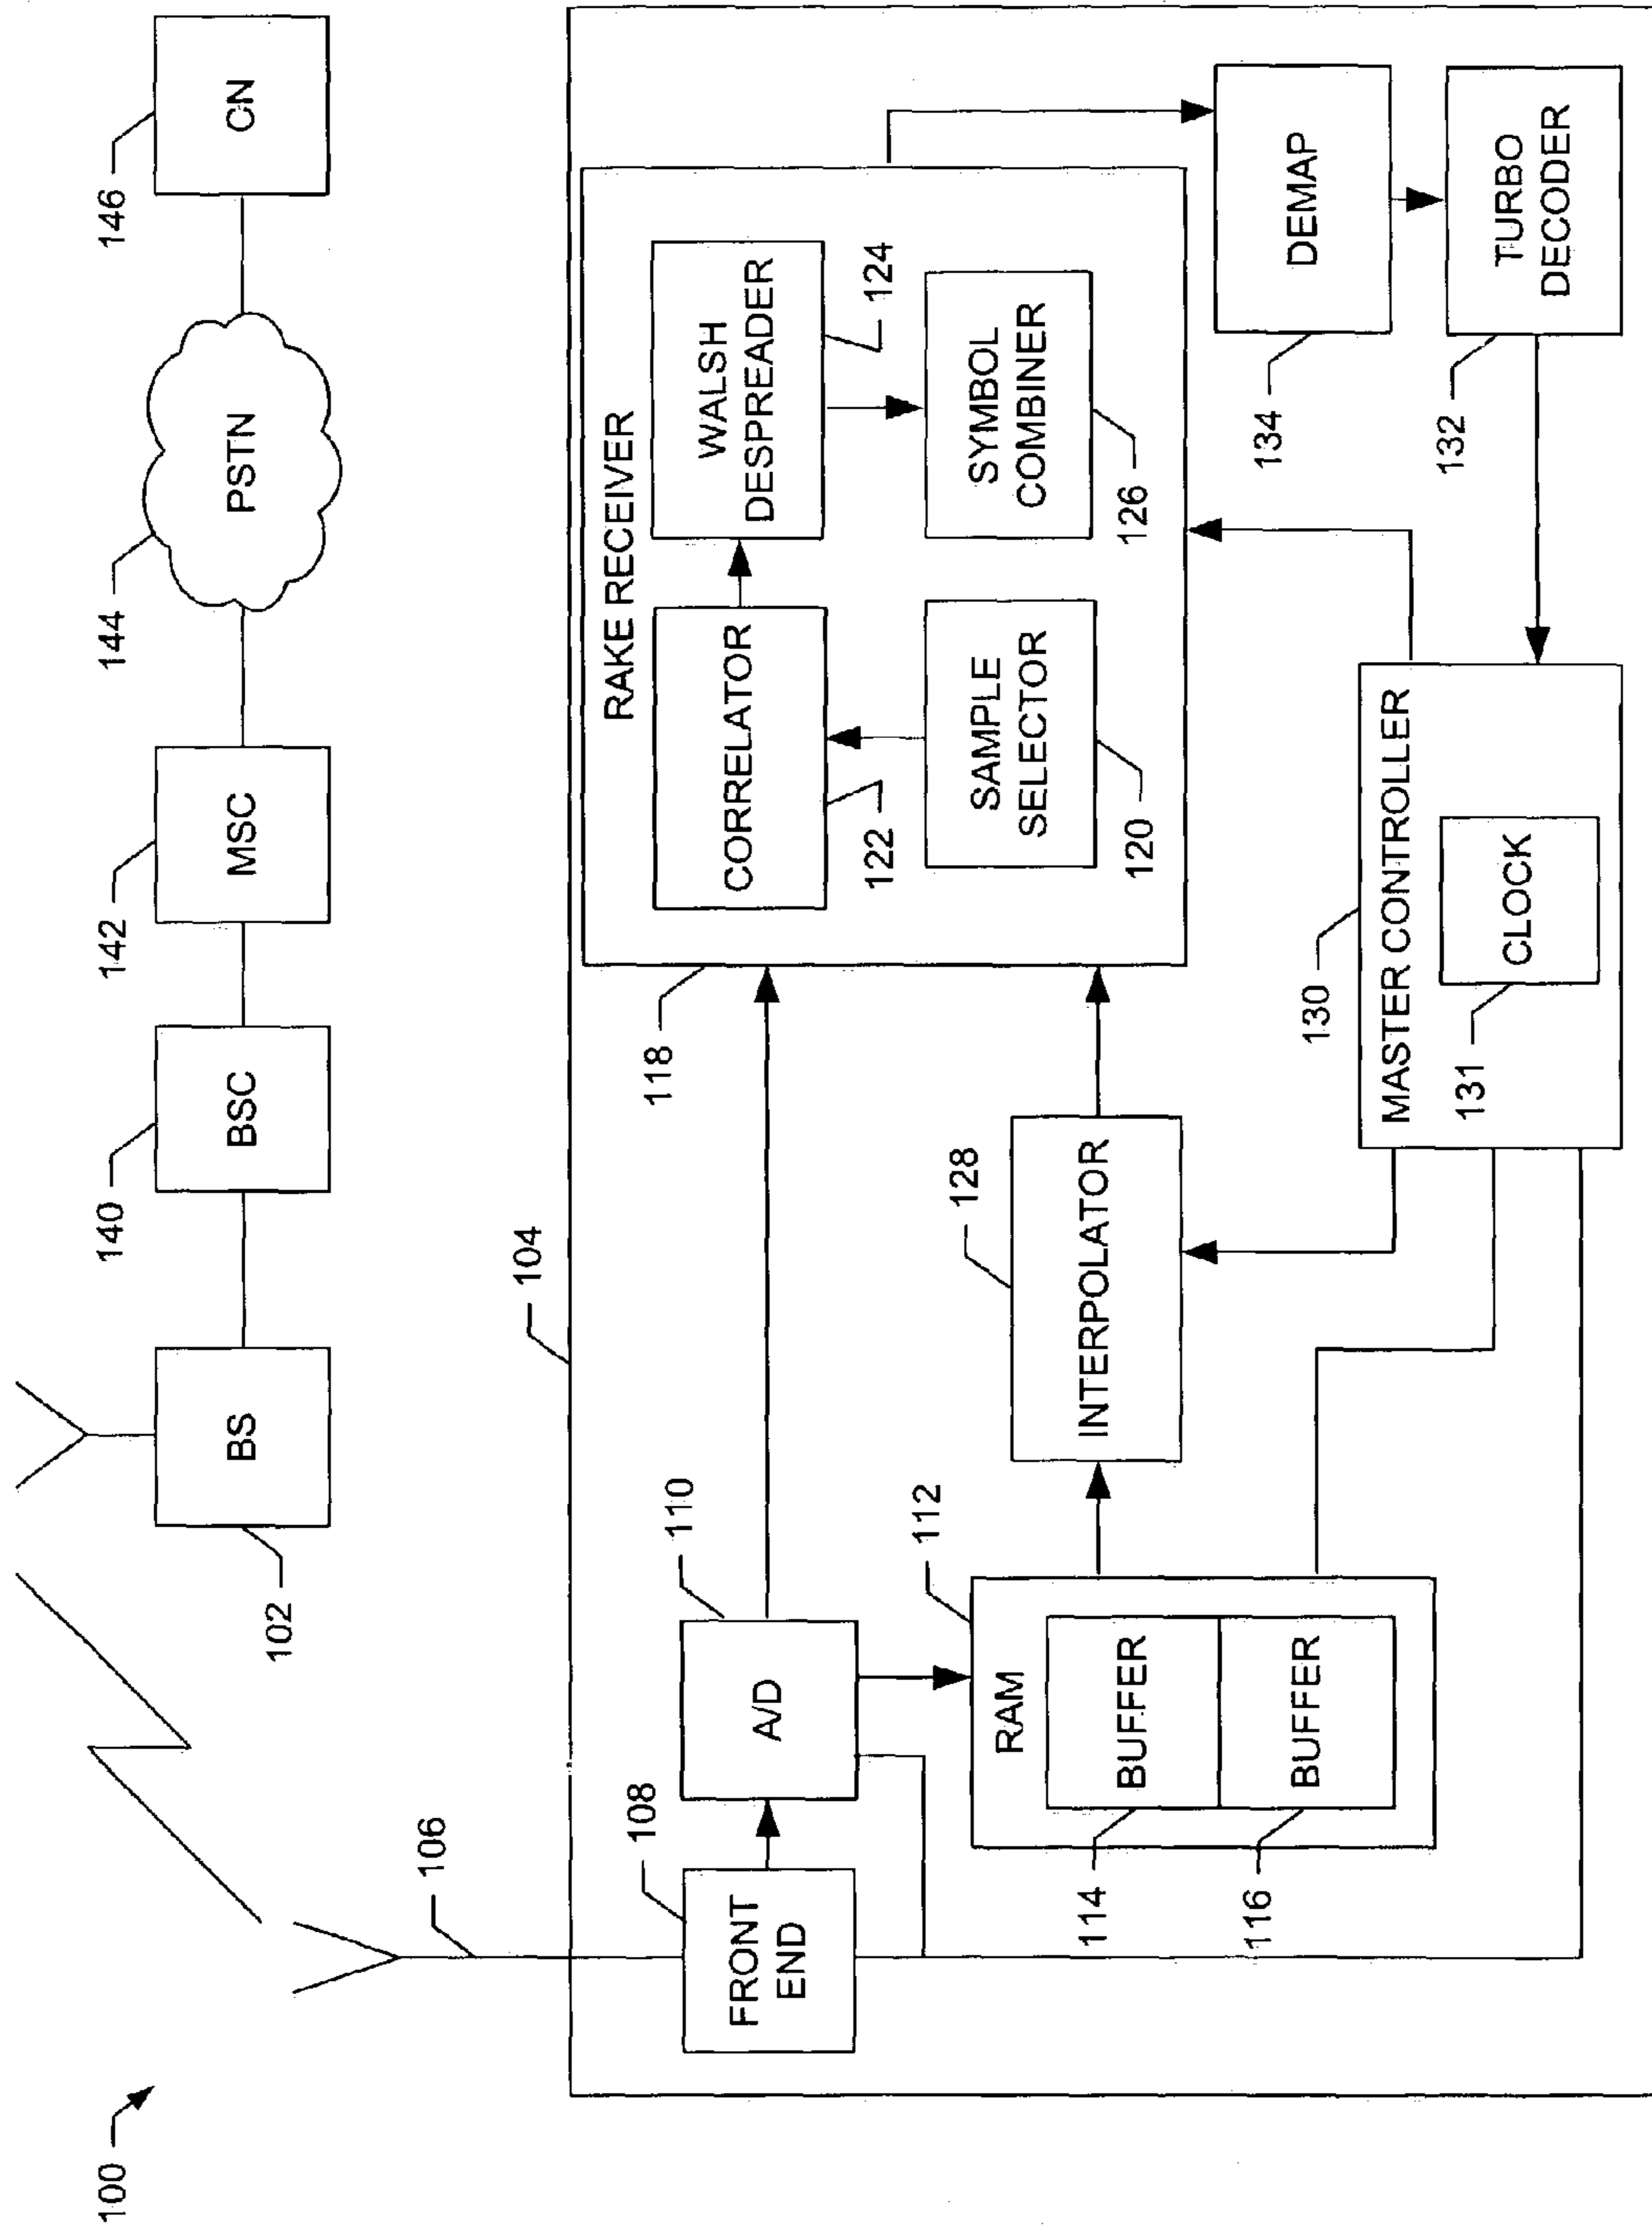 100
102
BS
140
BSC
142
MSC
144
PSTN
146
CN
104
106
108
FRONT
END
110
A/D
112
RAM
114
BUFFER
116
BUFFER
128
INTERPOLATOR
118
RAKE RECEIVER
122
CORRELATOR
WALSH
DESPREADER
124
120
SAMPLE
SELECTOR
SYMBOL
COMBINER
126
130
MASTER CONTROLLER
131
CLOCK
134
DEMAP
132
TURBO
DECODER